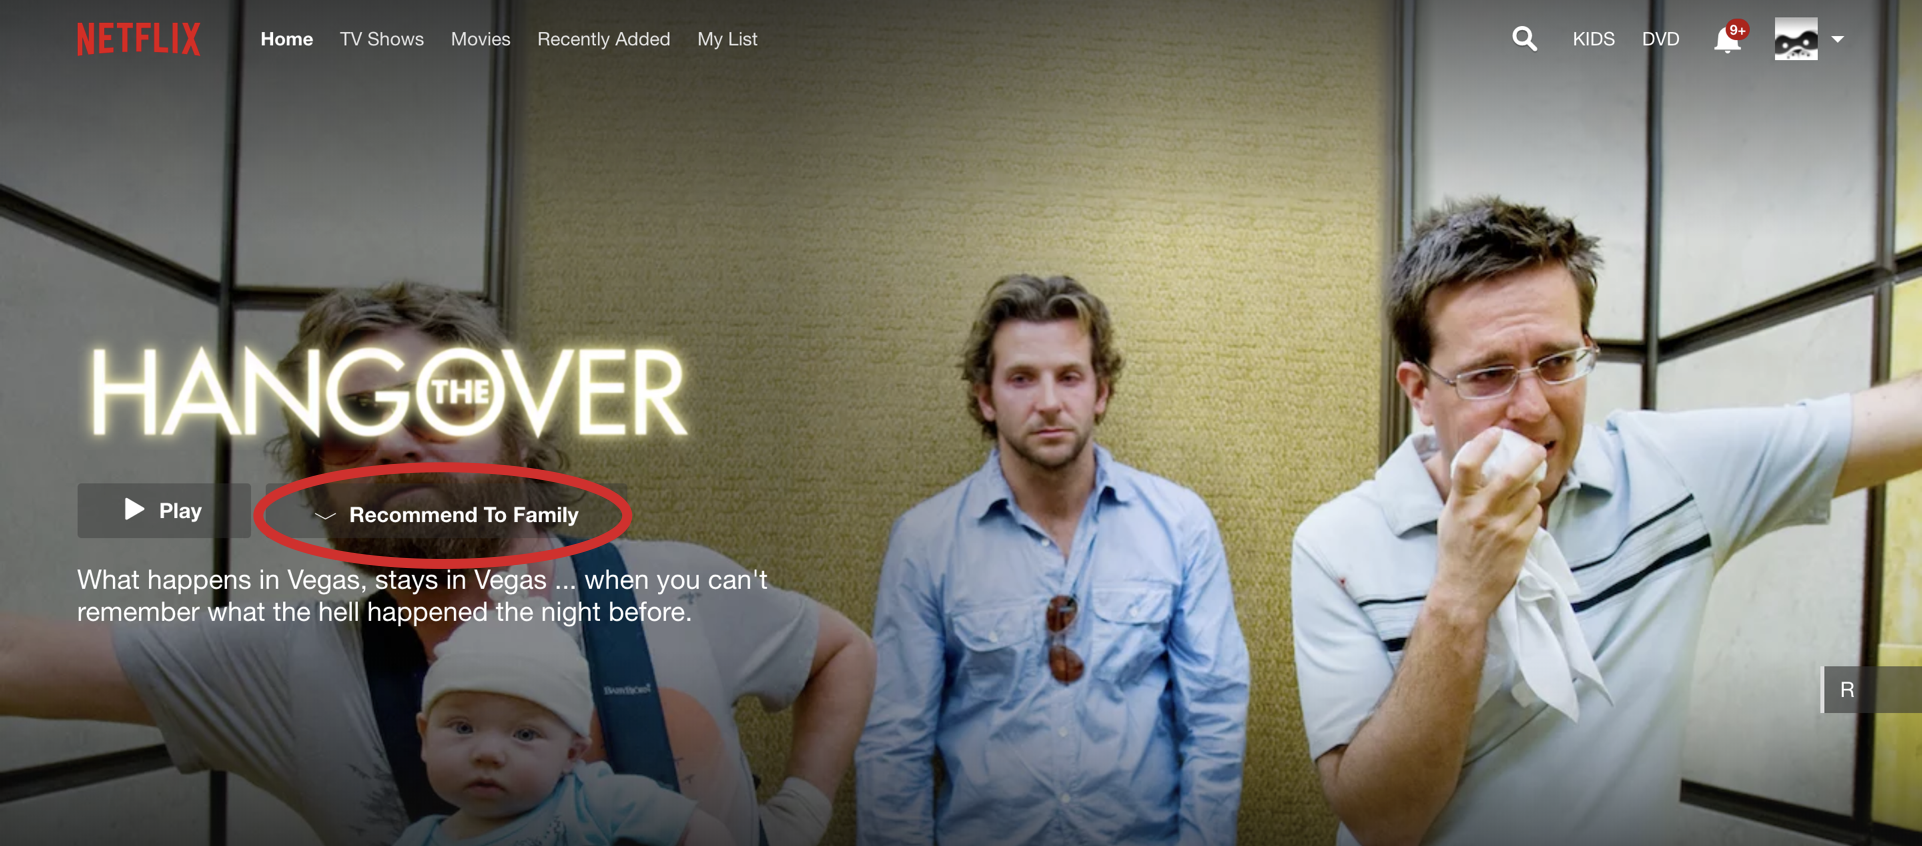 NETFLIX
Home TV Shows Movies Recently Added My List
KIDS DVD 9+
HANGOVER
THE
Play
Recommend To Family
What happens in Vegas, stays in Vegas ... when you can't
remember what the hell happened the night before.
BABYBJÖRN
R